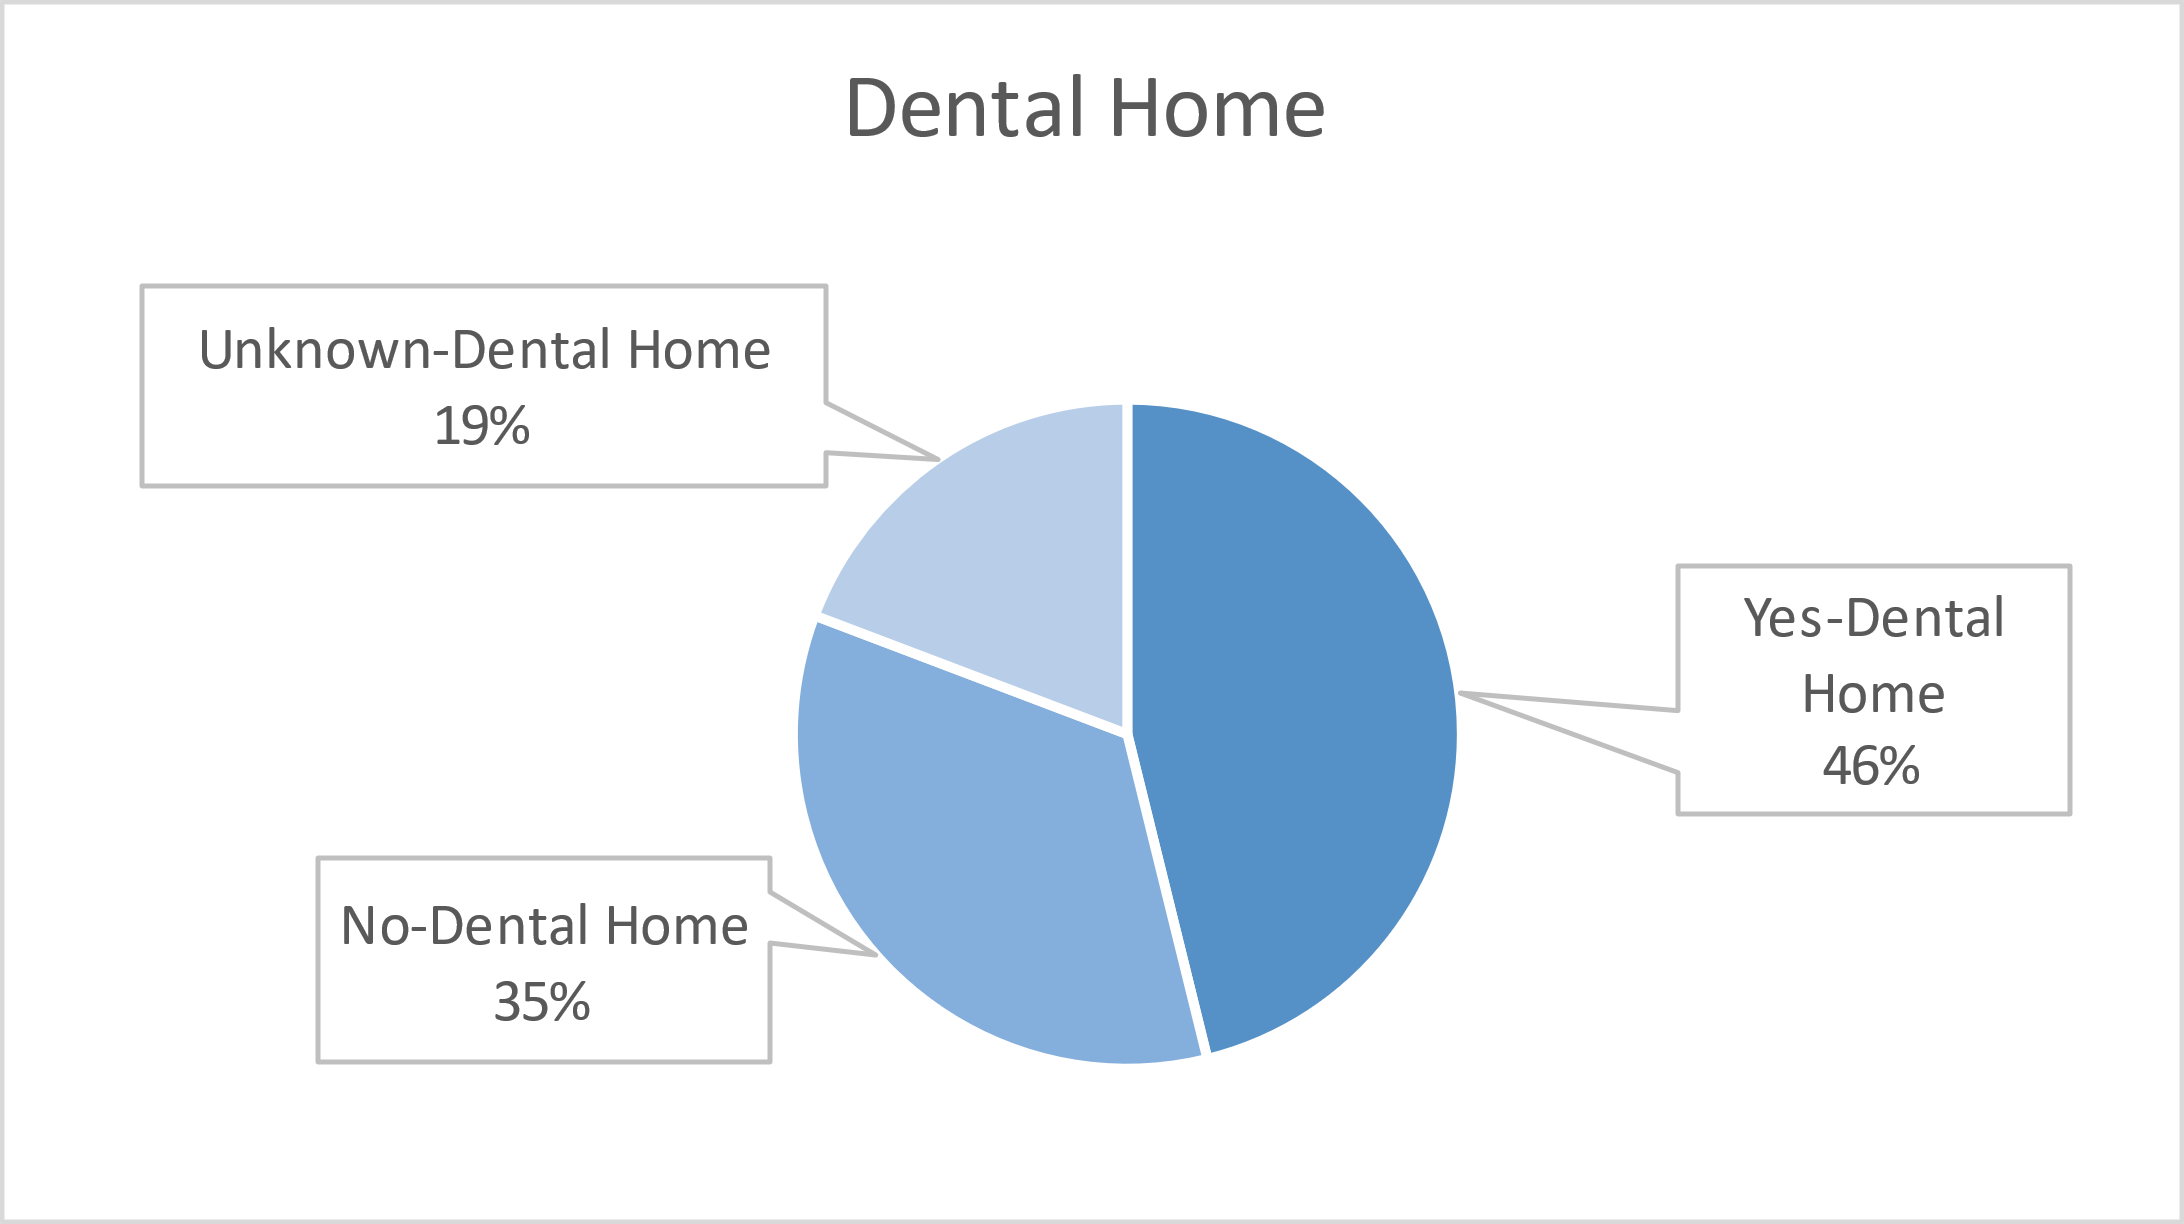 Dental Home
Unknown-Dental Home
19%
Yes-Dental
Home
46%
No-Dental Home
35%